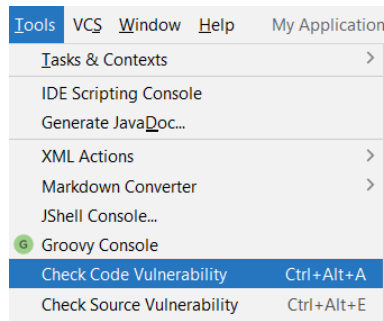 Tools VCS Window Help My Application
Tasks & Contexts >
IDE Scripting Console
Generate JavaDoc...
XML Actions >
Markdown Converter >
JShell Console...
G Groovy Console
Check Code Vulnerability Ctrl+Alt+A
Check Source Vulnerability Ctrl+Alt+E